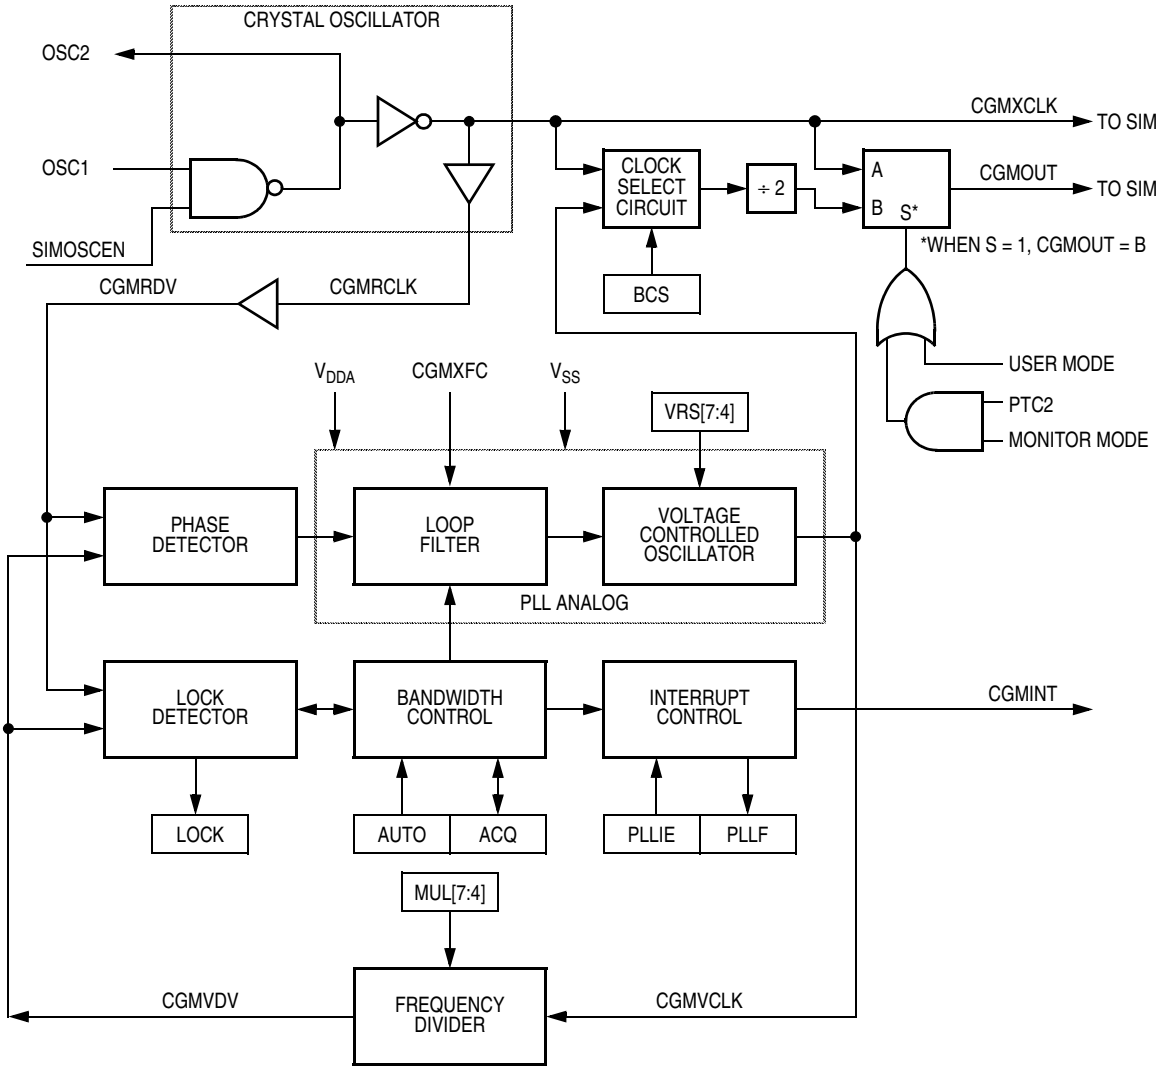 CRYSTAL OSCILLATOR
OSC2
OSC1
SIMOSCEN
CGMXCLK
TO SIM
CLOCK
SELECT
CIRCUIT
÷ 2
A
B
S*
CGMOUT
TO SIM
*WHEN S = 1, CGMOUT = B
BCS
CGMRDV
CGMRCLK
USER MODE
PTC2
MONITOR MODE
VDDA
CGMXFC
VSS
VRS[7:4]
PHASE
DETECTOR
LOOP
FILTER
VOLTAGE
CONTROLLED
OSCILLATOR
PLL ANALOG
LOCK
DETECTOR
BANDWIDTH
CONTROL
INTERRUPT
CONTROL
CGMINT
LOCK
AUTO
ACQ
PLLIE
PLLF
MUL[7:4]
CGMVDV
FREQUENCY
DIVIDER
CGMVCLK